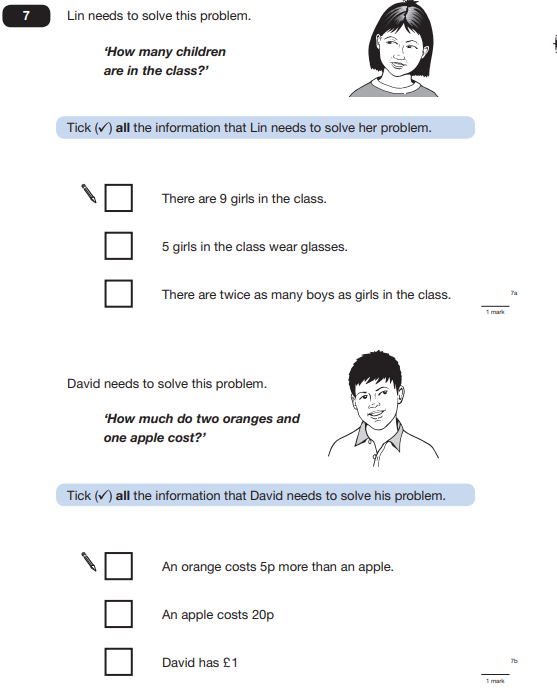 7
Lin needs to solve this problem.
‘How many children
are in the class?’
Tick (✓) all the information that Lin needs to solve her problem.
There are 9 girls in the class.
5 girls in the class wear glasses.
There are twice as many boys as girls in the class.
7a
1 mark
David needs to solve this problem.
‘How much do two oranges and
one apple cost?’
Tick (✓) all the information that David needs to solve his problem.
An orange costs 5p more than an apple.
An apple costs 20p
David has £1
7b
1 mark